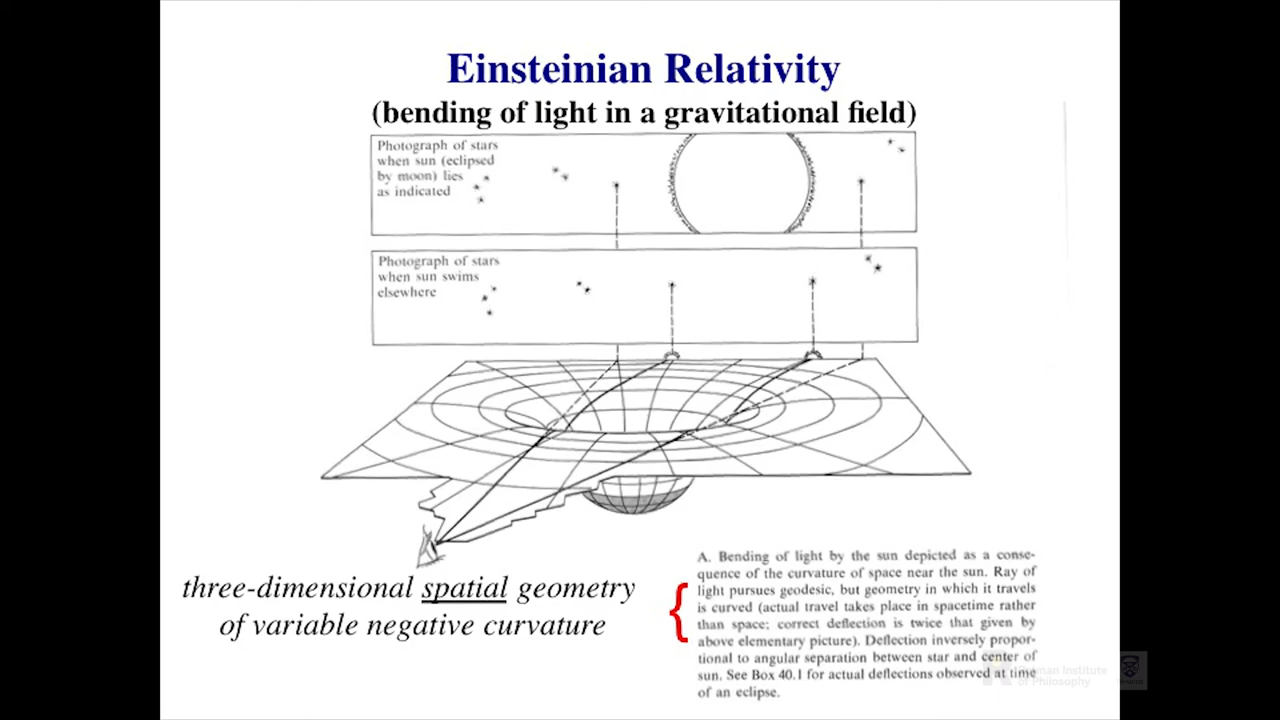 Einsteinian Relativity
(bending of light in a gravitational field)
Photograph of stars
when sun (eclipsed
by moon) lies
as indicated
Photograph of stars
when sun swims
elsewhere
three-dimensional spatial geometry
of variable negative curvature
{
A. Bending of light by the sun depicted as a conse-
quence of the curvature of space near the sun. Ray of
light pursues geodesic, but geometry in which it travels
is curved (actual travel takes place in spacetime rather
than space; correct deflection is twice that given by
above elementary picture). Deflection inversely propor-
tional to angular separation between star and center of
sun. See Box 40.1 for actual deflections observed at time
of an eclipse.
Institute
of Philosophy